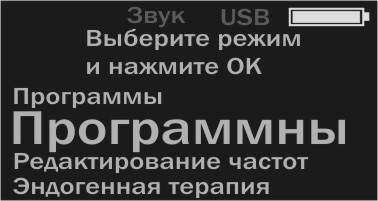 Звук USB
Выберите режим
и нажмите ОК
Программы
Программны
Редактирование частот
Эндогенная терапия